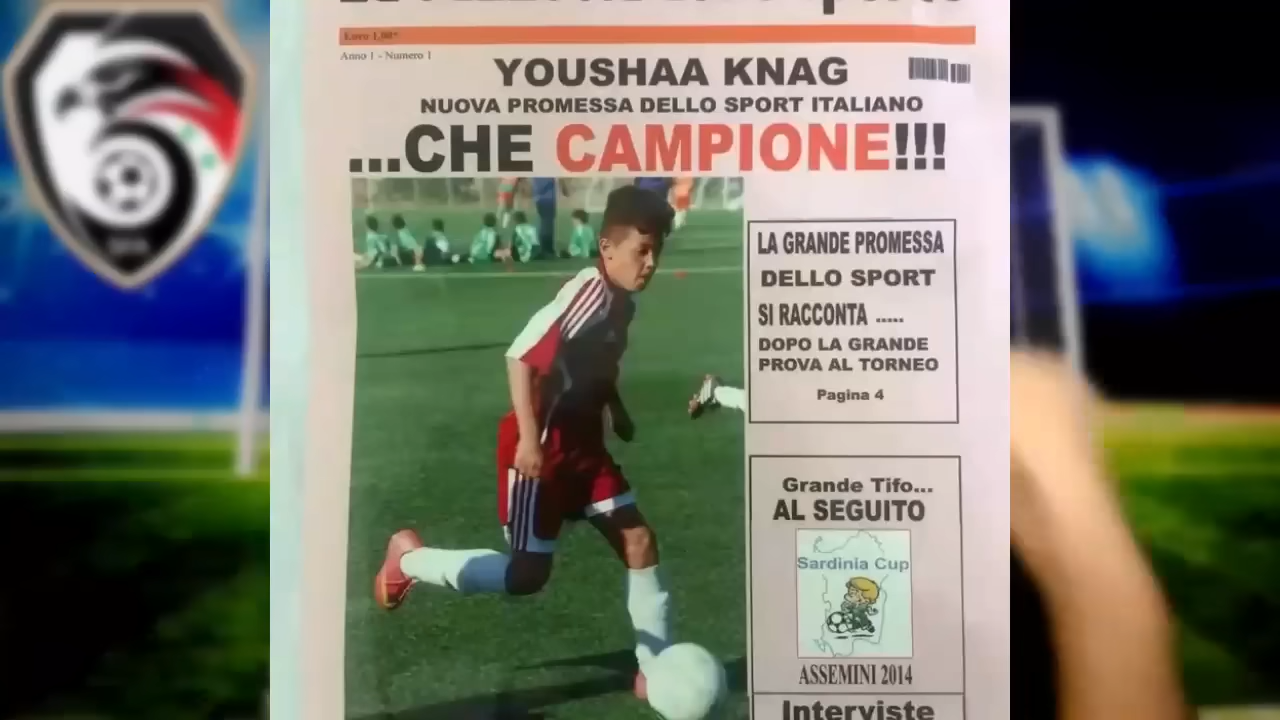 Euro 1,00*
Anno 1 - Numero 1
YOUSHAA KNAG
NUOVA PROMESSA DELLO SPORT ITALIANO
...CHE CAMPIONE!!!
LA GRANDE PROMESSA
DELLO SPORT
SI RACCONTA .....
DOPO LA GRANDE
PROVA AL TORNEO
Pagina 4
Grande Tifo...
AL SEGUITO
Sardinia Cup
ASSEMINI 2014
Interviste